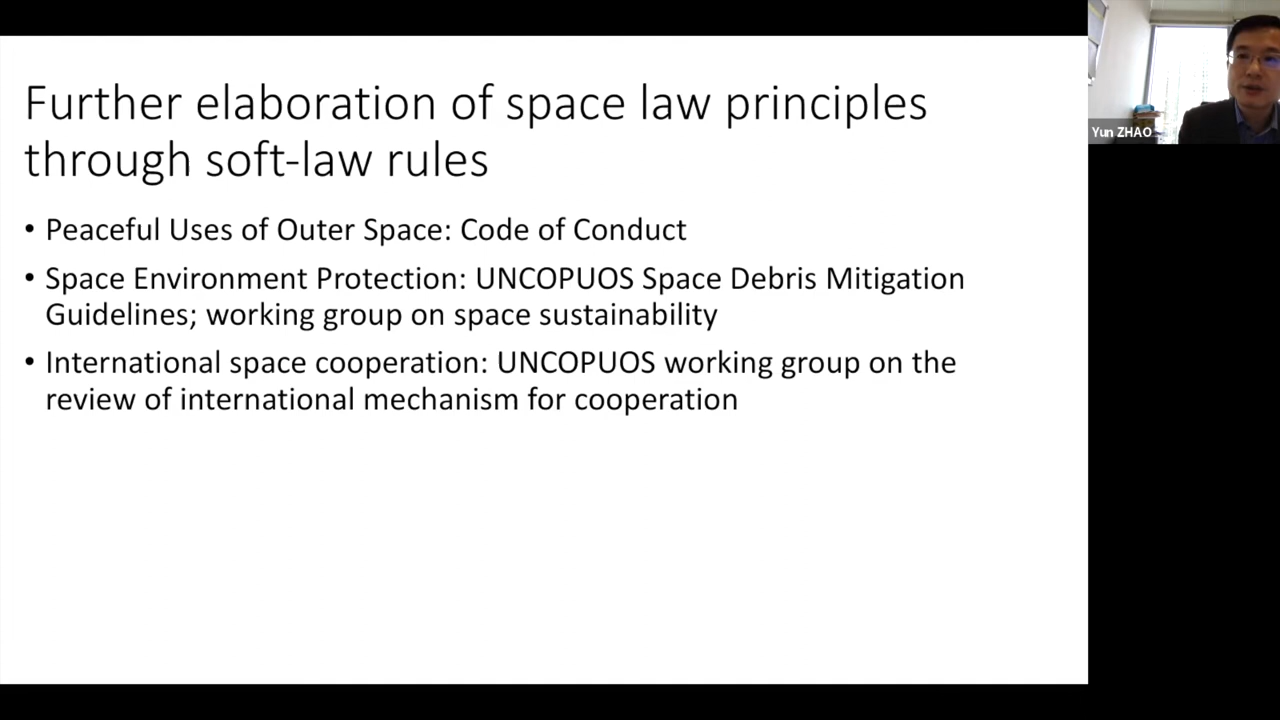 Further elaboration of space law principles
through soft-law rules
• Peaceful Uses of Outer Space: Code of Conduct
• Space Environment Protection: UNCOPUOS Space Debris Mitigation
Guidelines; working group on space sustainability
• International space cooperation: UNCOPUOS working group on the
review of international mechanism for cooperation
Yun ZHAO